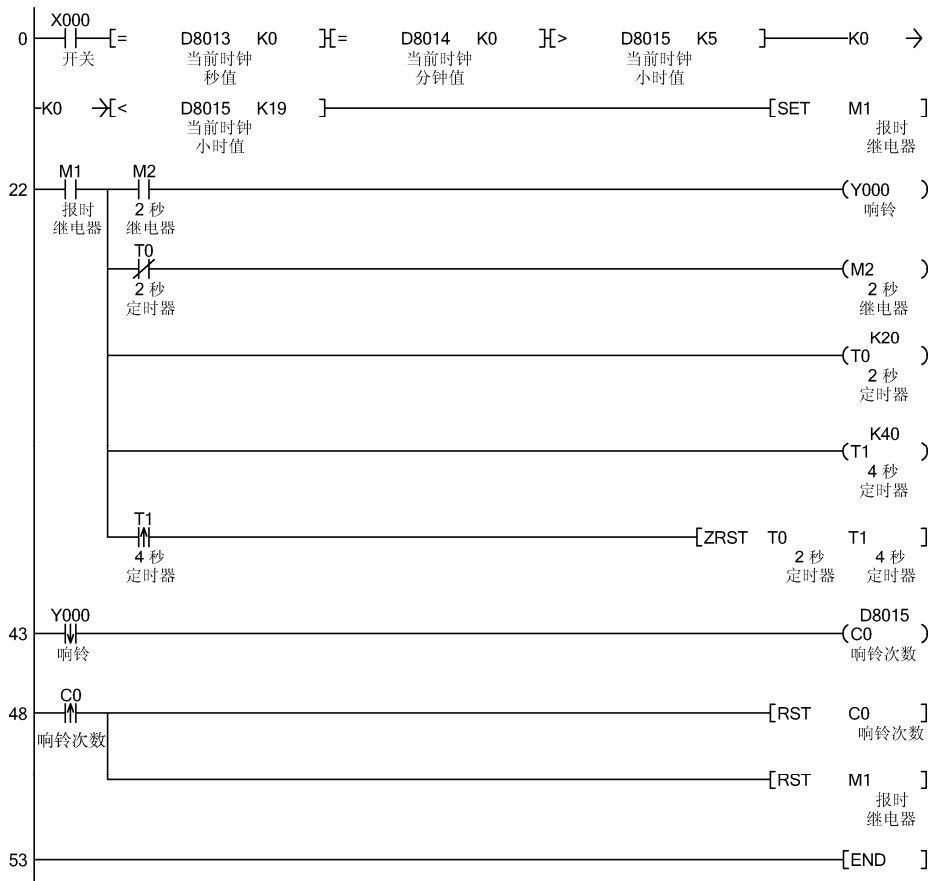 X000
0 [= D8013 K0 ][= D8014 K0 ][> D8015 K5 ] K0
开关 当前时钟 当前时钟 当前时钟
秒值 分钟值 小时值
K0 [< D8015 K19 ] [SET M1 ]
当前时钟 报时
小时值 继电器
M1 M2
22 (Y000 )
报时 2 秒 响铃
继电器 继电器
T0
(M2 )
2 秒 2 秒
定时器 继电器
K20
(T0 )
2 秒
定时器
K40
(T1 )
4 秒
定时器
T1
[ZRST T0 T1 ]
4 秒 2 秒 4 秒
定时器 定时器 定时器
Y000 D8015
43 (C0 )
响铃 响铃次数
C0
48 [RST C0 ]
响铃次数 响铃次数
[RST M1 ]
报时
继电器
53 [END ]